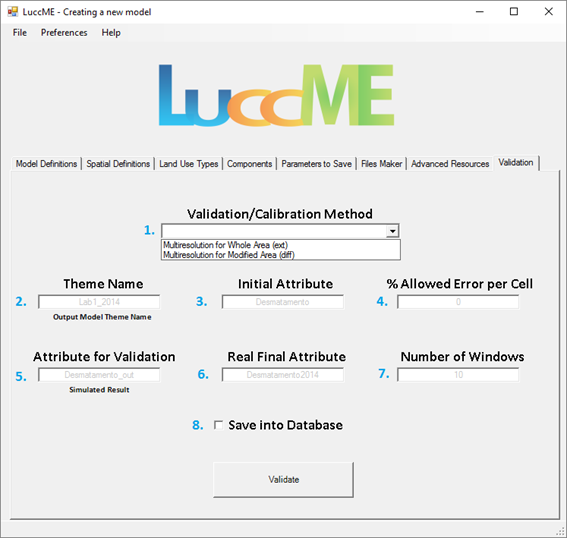 LuccME - Creating a new model
File Preferences Help
LuccME
Model Definitions Spatial Definitions Land Use Types Components Parameters to Save Files Maker Advanced Resources Validation
Validation/Calibration Method
1.
Multiresolution for Whole Area (ext)
Multiresolution for Modified Area (diff)
Theme Name Initial Attribute % Allowed Error per Cell
2. Lab1_2014 3. Desmatamento 4. 0
Output Model Theme Name
Attribute for Validation Real Final Attribute Number of Windows
5. Desmatamento_out 6. Desmatamento2014 7. 10
Simulated Result
8. Save into Database
Validate